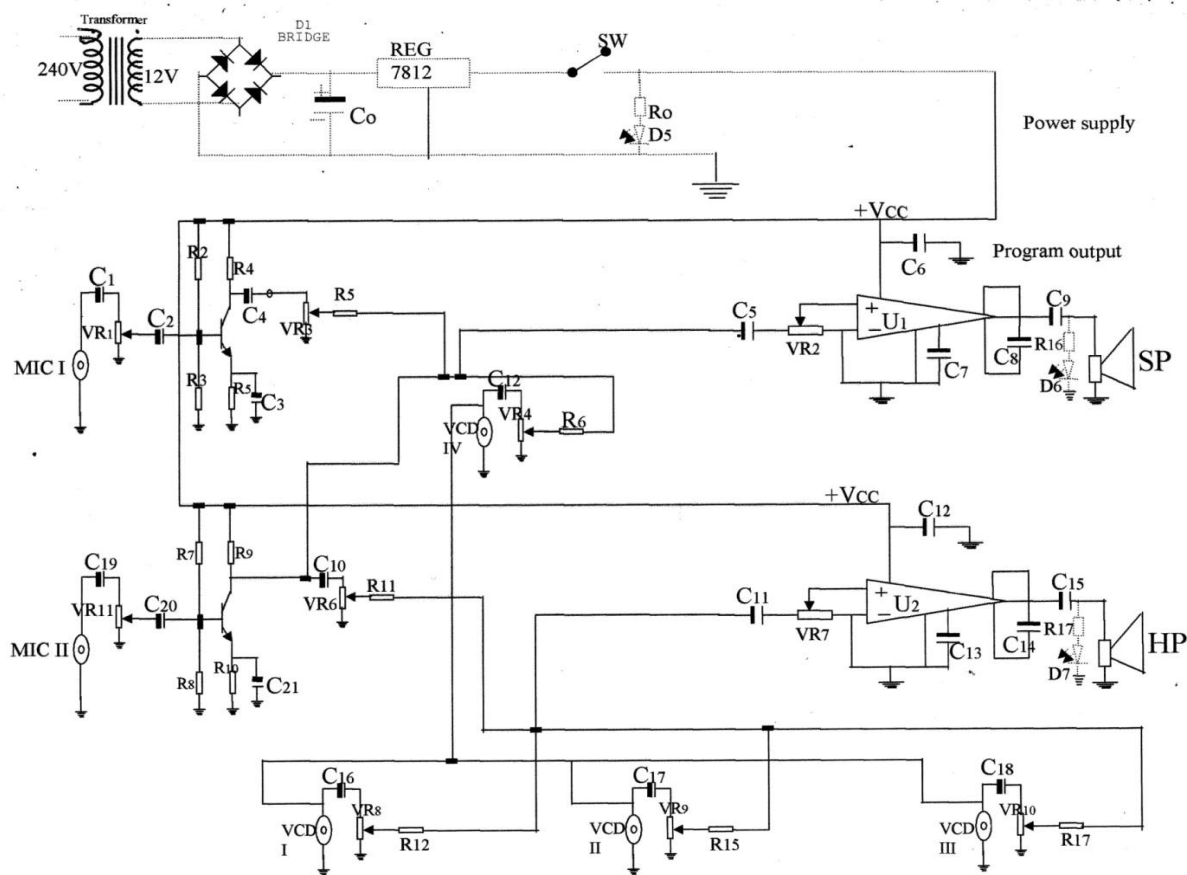 Transformer
D1
BRIDGE
240V
12V
REG
7812
SW
Co
Ro
D5
Power supply
+Vcc
C6
Program output
R2
R4
C1
VR1
C2
C4
VR3
R5
MIC I
R3
R5
C3
C5
VR2
+
−
U1
C7
C8
C9
R16
D6
SP
C12
VR4
VCD
IV
R6
+Vcc
C12
R7
R9
C19
VR11
C20
C10
VR6
R11
MIC II
R8
R10
C21
C11
VR7
+
−
U2
C13
C14
C15
R17
D7
HP
C16
VR8
VCD
I
R12
C17
VR9
VCD
II
R15
C18
VR10
VCD
III
R17